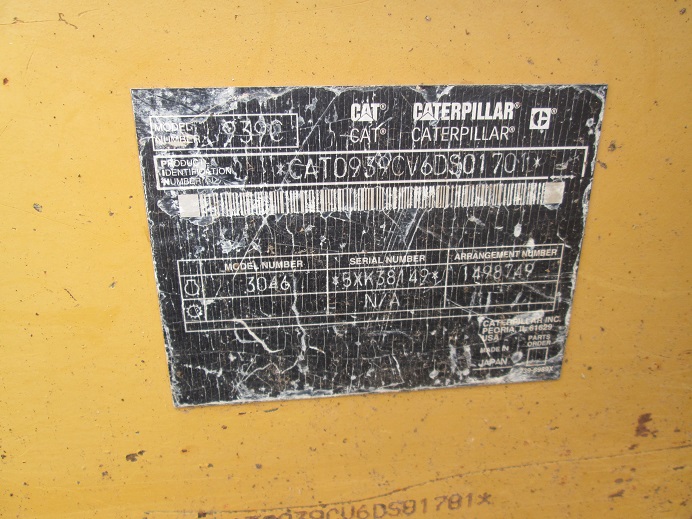 CAT® CATERPILLAR®
MODEL NUMBER 939C CAT® CATERPILLAR®
PRODUCT IDENTIFICATION NUMBER *CAT0939CV6DS01701*
MODEL NUMBER SERIAL NUMBER ARRANGEMENT NUMBER
3046 *5XK38149* 1498749
N/A
CATERPILLAR INC.
PEORIA, IL 61629
USA PARTS ORDER
MADE IN
JAPAN
939CV6DS01701*